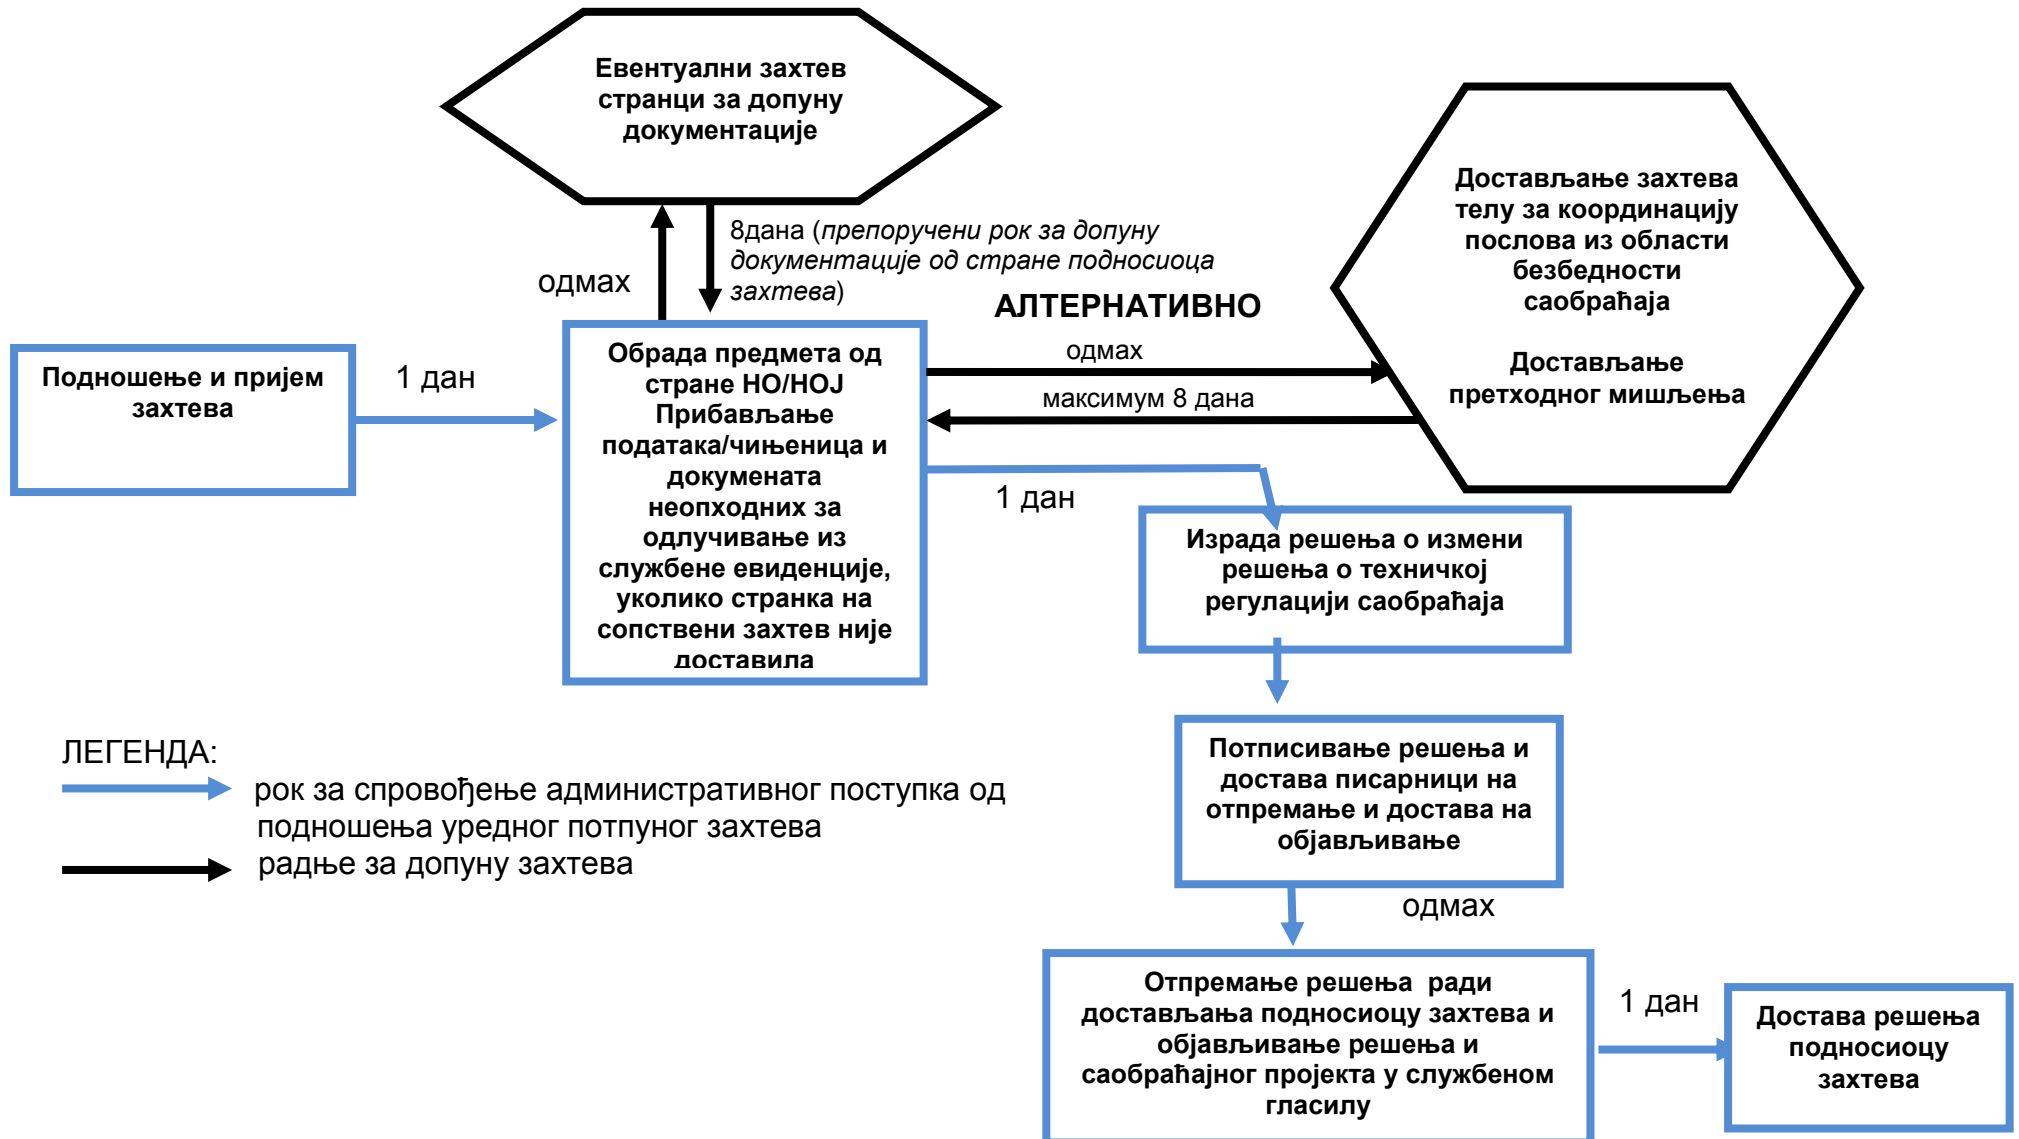 Евентуални захтев
странци за допуну
документације
Достављање захтева
телу за координацију
послова из области
безбедности
саобраћаја
Достављање
претходног мишљења
8дана (препоручени рок за допуну
документације од стране подносиоца
захтева)
одмах
АЛТЕРНАТИВНО
одмах
максимум 8 дана
Подношење и пријем
захтева
1 дан
Обрада предмета од
стране НО/НОЈ
Прибављање
података/чињеница и
докумената
неопходних за
одлучивање из
службене евиденције,
уколико странка на
сопствени захтев није
доставила
1 дан
Израда решења о измени
решења о техничкој
регулацији саобраћаја
Потписивање решења и
достава писарници на
отпремање и достава на
објављивање
одмах
Отпремање решења  ради
достављања подносиоцу захтева и
објављивање решења и
саобраћајног пројекта у службеном
гласилу
1 дан
Достава решења
подносиоцу
захтева
ЛЕГЕНДА:
рок за спровођење административног поступка од
подношења уредног потпуног захтева
радње за допуну захтева